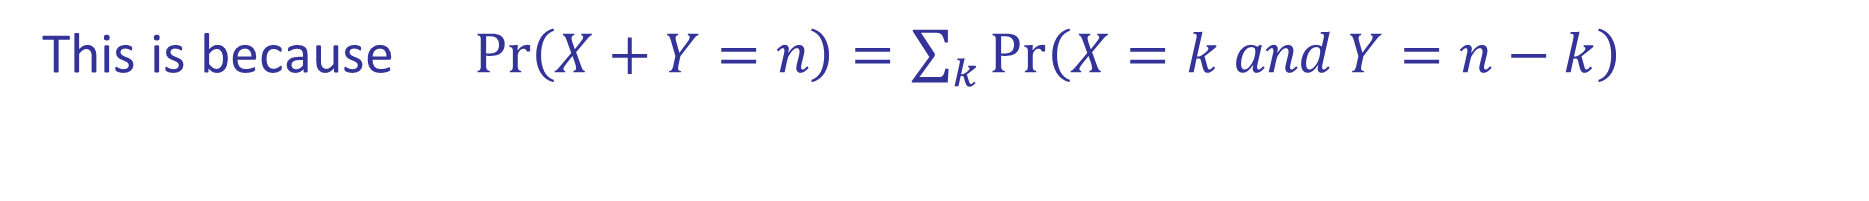 This is because Pr(X + Y = n) = ∑ₖ Pr(X = k and Y = n − k)